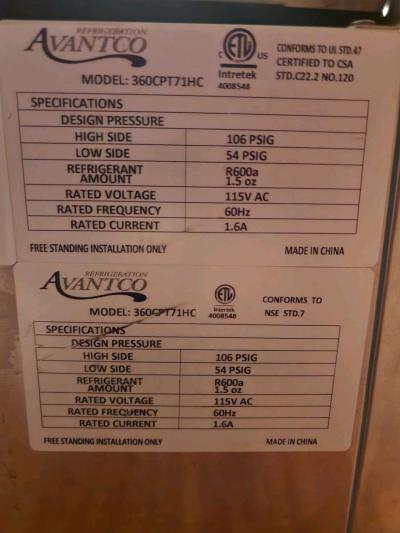 REFRIGERATION
AVANTCO
MODEL: 360CPT71HC
C ETL US
Intretek
4008548
CONFORMS TO UL STD.47
CERTIFIED TO CSA
STD.C22.2 NO.120
SPECIFICATIONS
DESIGN PRESSURE
HIGH SIDE 106 PSIG
LOW SIDE 54 PSIG
REFRIGERANT R600a
AMOUNT 1.5 oz
RATED VOLTAGE 115V AC
RATED FREQUENCY 60Hz
RATED CURRENT 1.6A
FREE STANDING INSTALLATION ONLY MADE IN CHINA
REFRIGERATION
AVANTCO
MODEL: 360CPT71HC
ETL
Intertek
4008548
CONFORMS TO
NSE STD.7
SPECIFICATIONS
DESIGN PRESSURE
HIGH SIDE 106 PSIG
LOW SIDE 54 PSIG
REFRIGERANT R600a
AMOUNT 1.5 oz
RATED VOLTAGE 115V AC
RATED FREQUENCY 60Hz
RATED CURRENT 1.6A
FREE STANDING INSTALLATION ONLY MADE IN CHINA